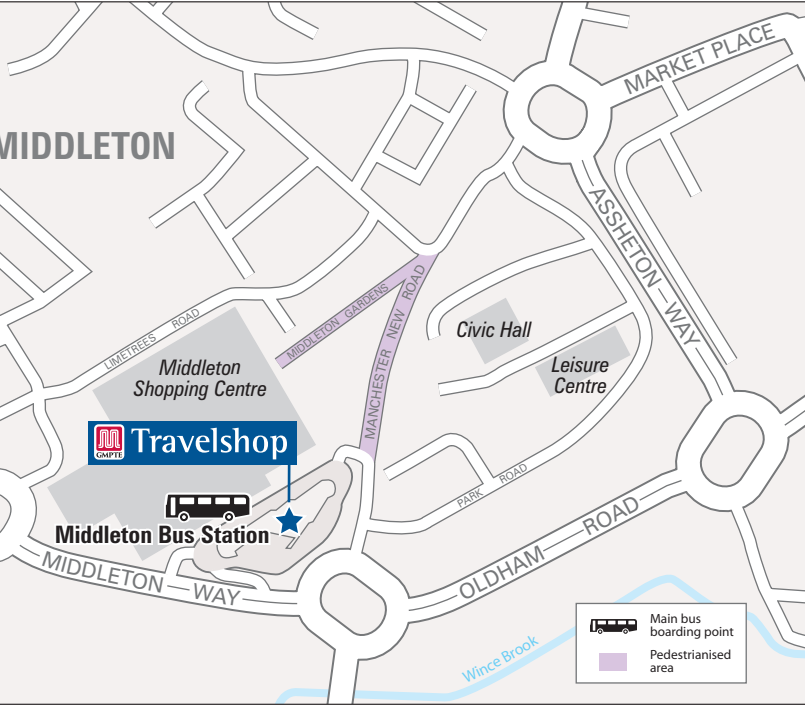 MARKET PLACE
MIDDLETON
ASSHETON WAY
MIDDLETON GARDENS
MANCHESTER NEW ROAD
LIMETREES ROAD
Civic Hall
Middleton
Shopping Centre
Leisure
Centre
GMPTE
Travelshop
PARK ROAD
Middleton Bus Station
OLDHAM ROAD
MIDDLETON WAY
Wince Brook
Main bus
boarding point
Pedestrianised
area